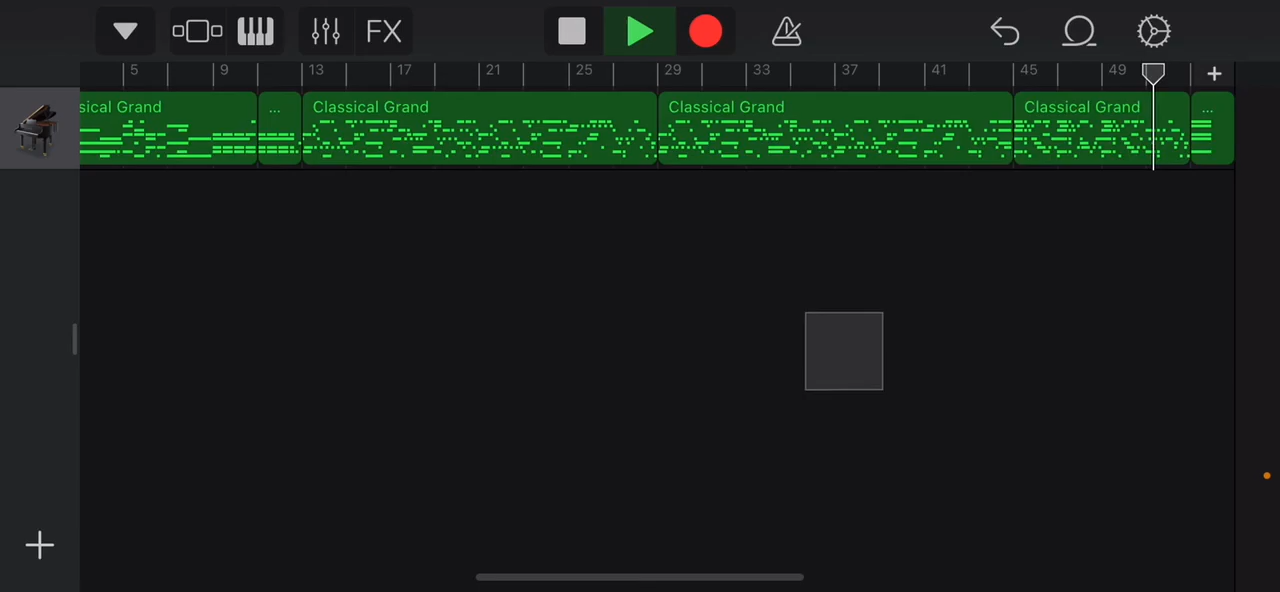 FX
5 9 13 17 21 25 29 33 37 41 45 49
sical Grand ... Classical Grand Classical Grand Classical Grand ...